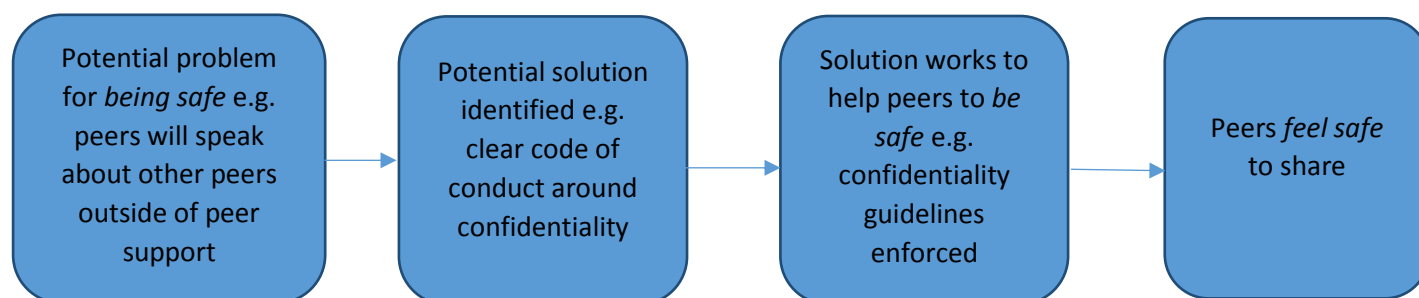 Potential problem
for being safe e.g.
peers will speak
about other peers
outside of peer
support
Potential solution
identified e.g.
clear code of
conduct around
confidentiality
Solution works to
help peers to be
safe e.g.
confidentiality
guidelines
enforced
Peers feel safe
to share